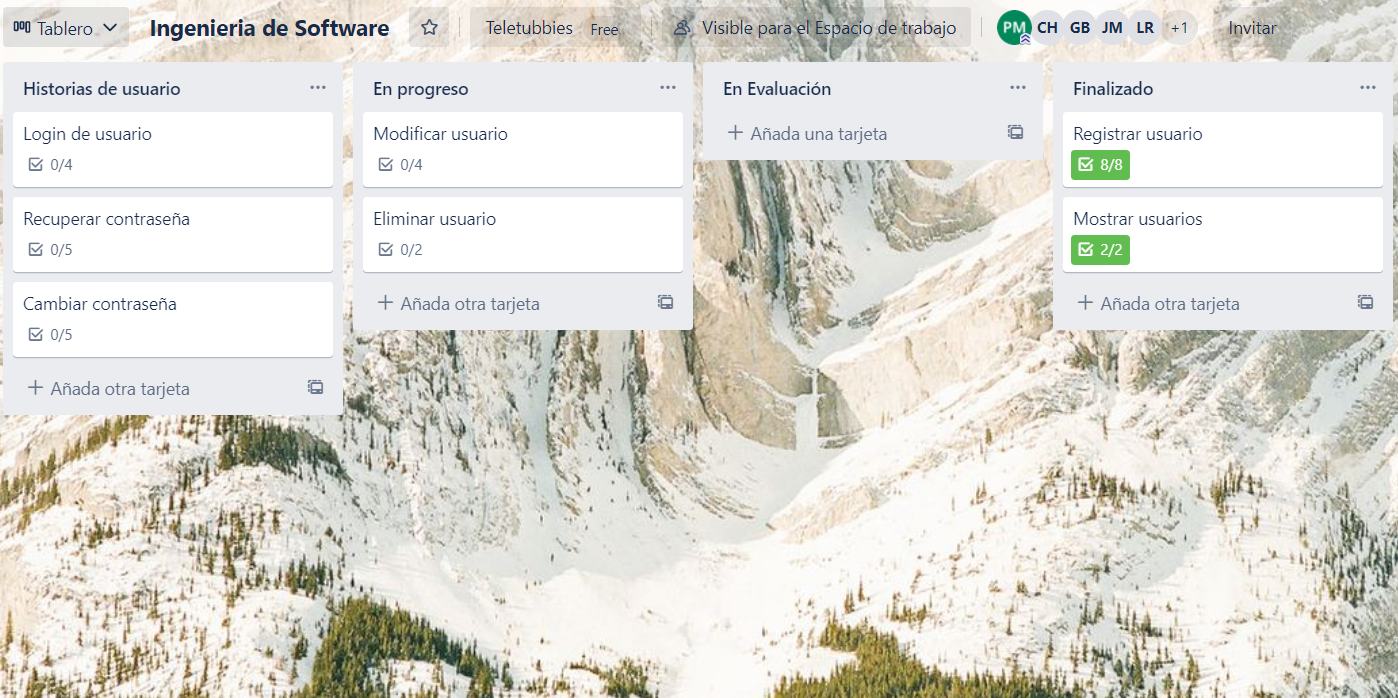 Tablero
Ingenieria de Software
Teletubbies Free
Visible para el Espacio de trabajo
PM CH GB JM LR +1
Invitar
Historias de usuario
Login de usuario
0/4
Recuperar contraseña
0/5
Cambiar contraseña
0/5
+ Añada otra tarjeta
En progreso
Modificar usuario
0/4
Eliminar usuario
0/2
+ Añada otra tarjeta
En Evaluación
+ Añada una tarjeta
Finalizado
Registrar usuario
8/8
Mostrar usuarios
2/2
+ Añada otra tarjeta